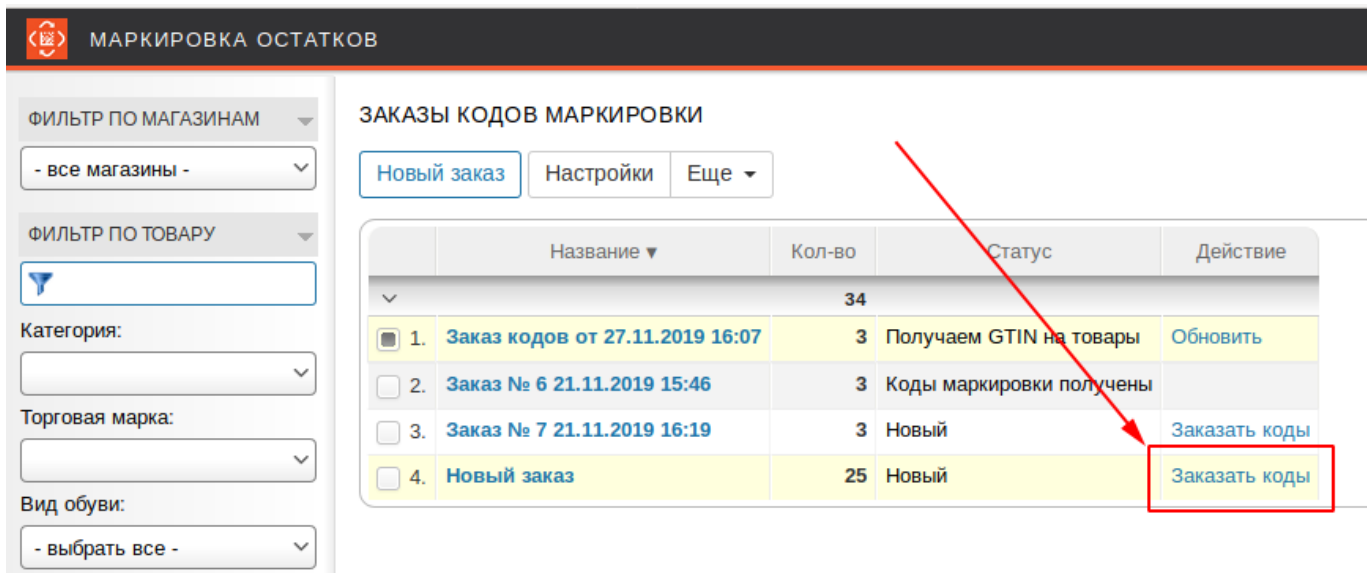 МАРКИРОВКА ОСТАТКОВ
ФИЛЬТР ПО МАГАЗИНАМ
- все магазины -
ФИЛЬТР ПО ТОВАРУ
Категория:
Торговая марка:
Вид обуви:
- выбрать все -
ЗАКАЗЫ КОДОВ МАРКИРОВКИ
Новый заказ Настройки Еще
Название Кол-во Статус Действие
34
1. Заказ кодов от 27.11.2019 16:07 3 Получаем GTIN на товары Обновить
2. Заказ № 6 21.11.2019 15:46 3 Коды маркировки получены
3. Заказ № 7 21.11.2019 16:19 3 Новый Заказать коды
4. Новый заказ 25 Новый Заказать коды